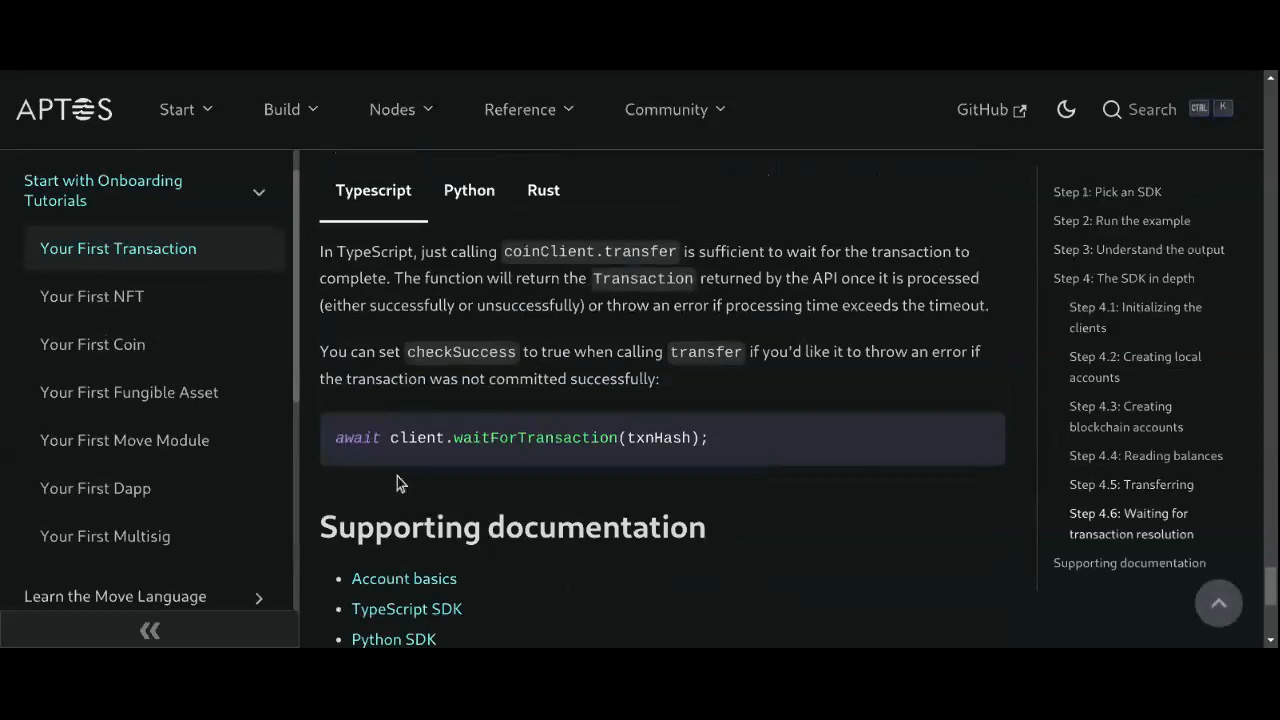 APTOS
Start
Build
Nodes
Reference
Community
GitHub
Search
CTRL K
Start with Onboarding
Tutorials
Your First Transaction
Your First NFT
Your First Coin
Your First Fungible Asset
Your First Move Module
Your First Dapp
Your First Multisig
Learn the Move Language
Typescript
Python
Rust
In TypeScript, just calling coinClient.transfer is sufficient to wait for the transaction to
complete. The function will return the Transaction returned by the API once it is processed
(either successfully or unsuccessfully) or throw an error if processing time exceeds the timeout.
You can set checkSuccess to true when calling transfer if you'd like it to throw an error if
the transaction was not committed successfully:
await client.waitForTransaction(txnHash);
Supporting documentation
• Account basics
• TypeScript SDK
• Python SDK
Step 1: Pick an SDK
Step 2: Run the example
Step 3: Understand the output
Step 4: The SDK in depth
Step 4.1: Initializing the
clients
Step 4.2: Creating local
accounts
Step 4.3: Creating
blockchain accounts
Step 4.4: Reading balances
Step 4.5: Transferring
Step 4.6: Waiting for
transaction resolution
Supporting documentation